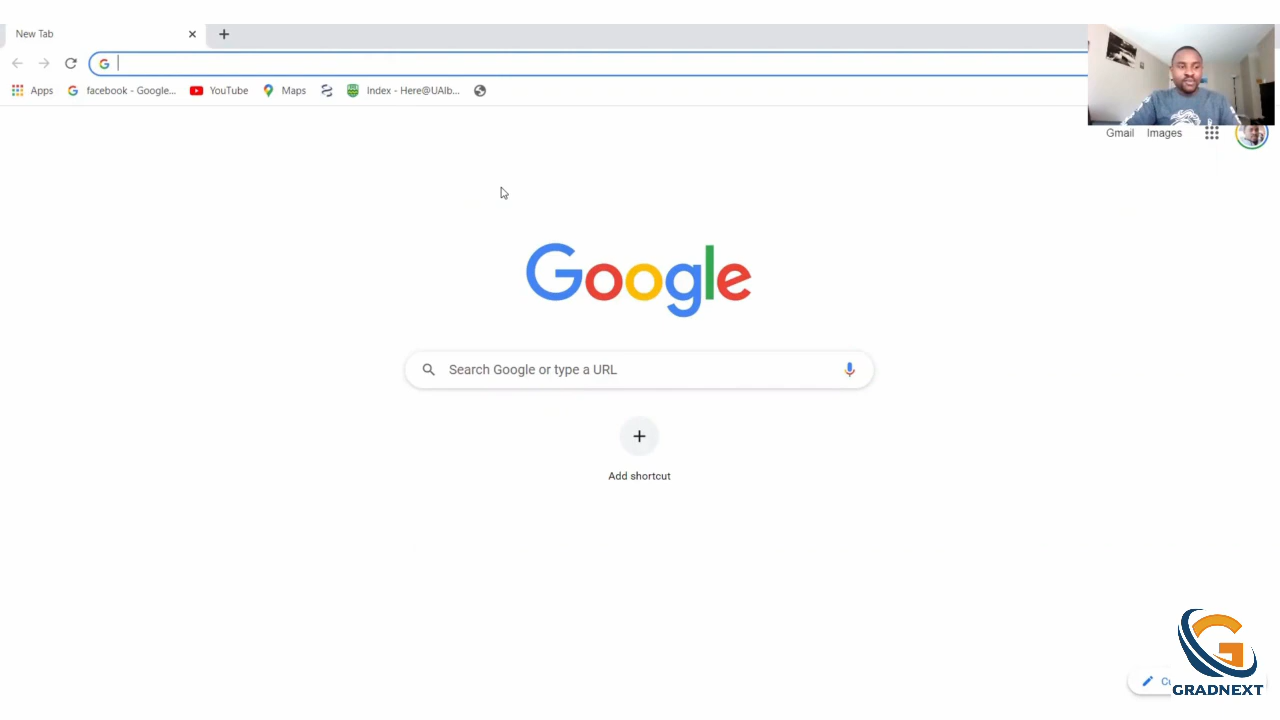 New Tab
Apps facebook - Google... YouTube Maps Index - Here@UAlb...
Gmail Images
Google
Search Google or type a URL
Add shortcut
GRADNEXT